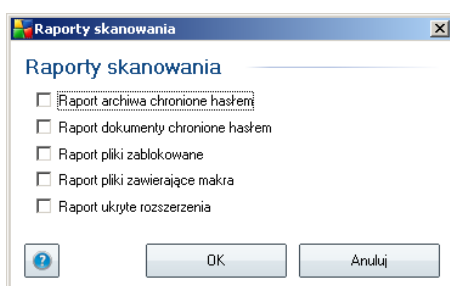 Raporty skanowania
Raporty skanowania
Raport archiwa chronione hasłem
Raport dokumenty chronione hasłem
Raport pliki zablokowane
Raport pliki zawierające makra
Raport ukryte rozszerzenia
?
OK
Anuluj